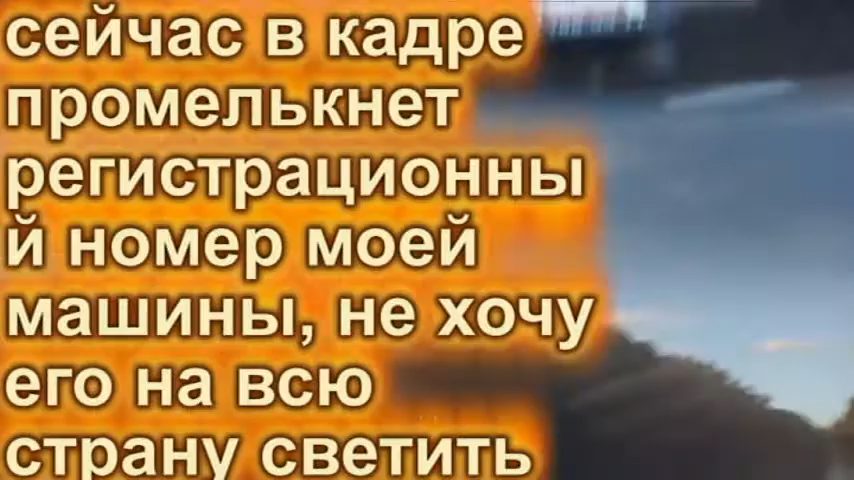 сейчас в кадре
промелькнет
регистрационны
й номер моей
машины, не хочу
его на всю
страну светить